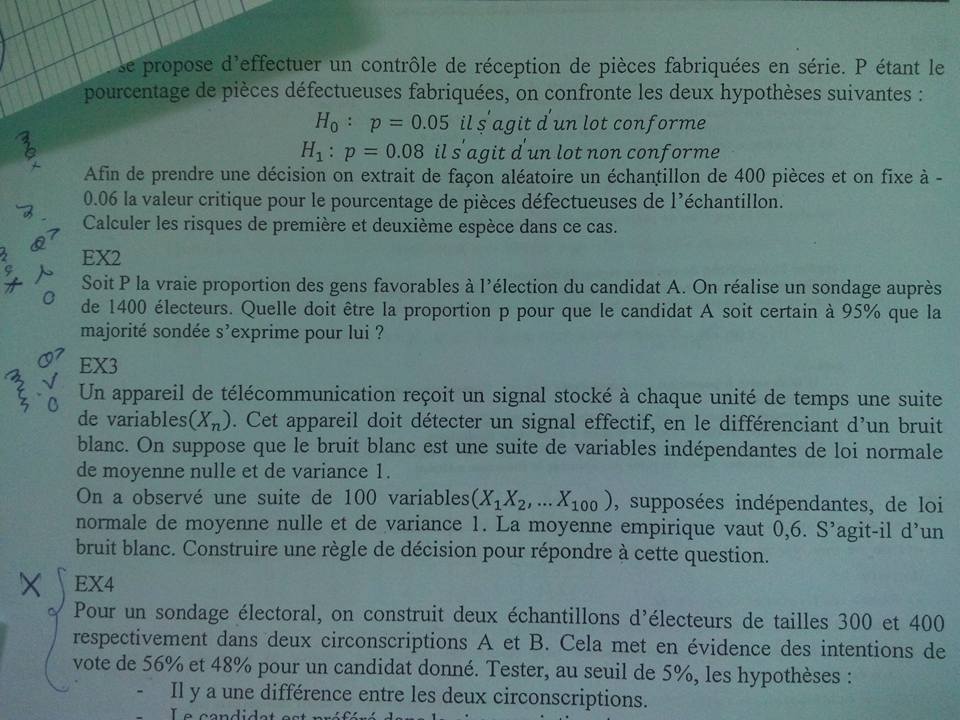 se propose d'effectuer un contrôle de réception de pièces fabriquées en série. P étant le
pourcentage de pièces défectueuses fabriquées, on confronte les deux hypothèses suivantes :
H₀ : p = 0.05 il s'agit d'un lot conforme
H₁ : p = 0.08 il s'agit d'un lot non conforme
Afin de prendre une décision on extrait de façon aléatoire un échantillon de 400 pièces et on fixe à -
0.06 la valeur critique pour le pourcentage de pièces défectueuses de l'échantillon.
Calculer les risques de première et deuxième espèce dans ce cas.
EX2
Soit P la vraie proportion des gens favorables à l'élection du candidat A. On réalise un sondage auprès
de 1400 électeurs. Quelle doit être la proportion p pour que le candidat A soit certain à 95% que la
majorité sondée s'exprime pour lui ?
EX3
Un appareil de télécommunication reçoit un signal stocké à chaque unité de temps une suite
de variables(Xₙ). Cet appareil doit détecter un signal effectif, en le différenciant d'un bruit
blanc. On suppose que le bruit blanc est une suite de variables indépendantes de loi normale
de moyenne nulle et de variance 1.
On a observé une suite de 100 variables(X₁X₂, ... X₁₀₀ ), supposées indépendantes, de loi
normale de moyenne nulle et de variance 1. La moyenne empirique vaut 0,6. S'agit-il d'un
bruit blanc. Construire une règle de décision pour répondre à cette question.
X
EX4
Pour un sondage électoral, on construit deux échantillons d'électeurs de tailles 300 et 400
respectivement dans deux circonscriptions A et B. Cela met en évidence des intentions de
vote de 56% et 48% pour un candidat donné. Tester, au seuil de 5%, les hypothèses :
- Il y a une différence entre les deux circonscriptions.
- Le candidat est préféré dans la